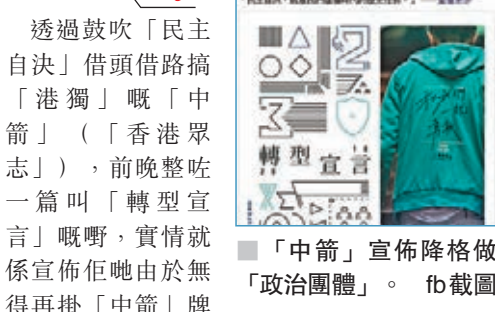 透過鼓吹「民主
自決」借頭借路搞
「港獨」嘅「中
箭」（「香港眾
志」），前晚整咗
一篇叫「轉型宣
言」嘅嘢，實情就
係宣佈佢哋由於無
得再掛「中箭」牌
轉型宣言
■「中箭」宣佈降格做
「政治團體」。 fb截圖